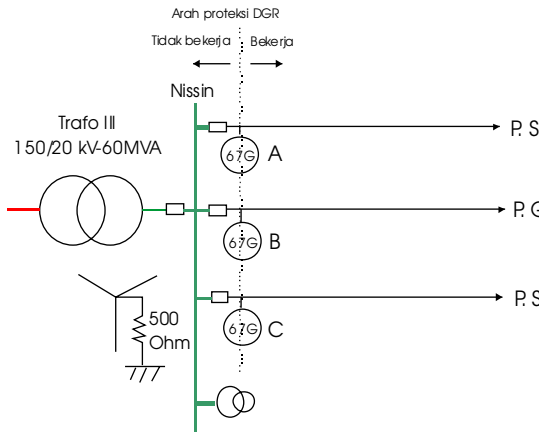 Arah proteksi DGR
Tidak bekerja
Bekerja
Nissin
Trafo III
150/20 kV-60MVA
67G
A
P. S
67G
B
P. G
67G
C
P. S
500
Ohm